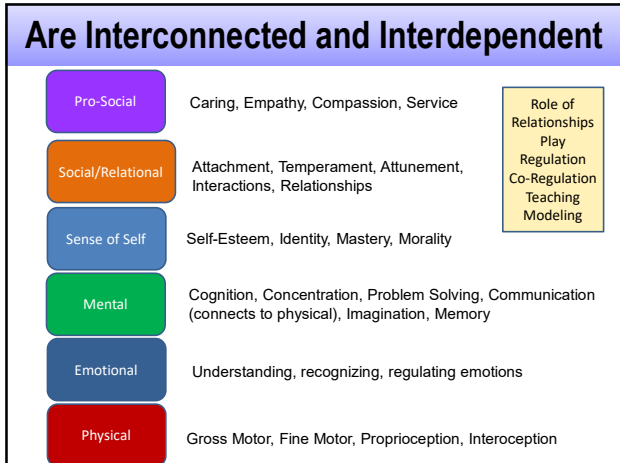 Are Interconnected and Interdependent
Pro-Social
Caring, Empathy, Compassion, Service
Social/Relational
Attachment, Temperament, Attunement,
Interactions, Relationships
Sense of Self
Self-Esteem, Identity, Mastery, Morality
Mental
Cognition, Concentration, Problem Solving, Communication
(connects to physical), Imagination, Memory
Emotional
Understanding, recognizing, regulating emotions
Physical
Gross Motor, Fine Motor, Proprioception, Interoception
Role of
Relationships
Play
Regulation
Co-Regulation
Teaching
Modeling